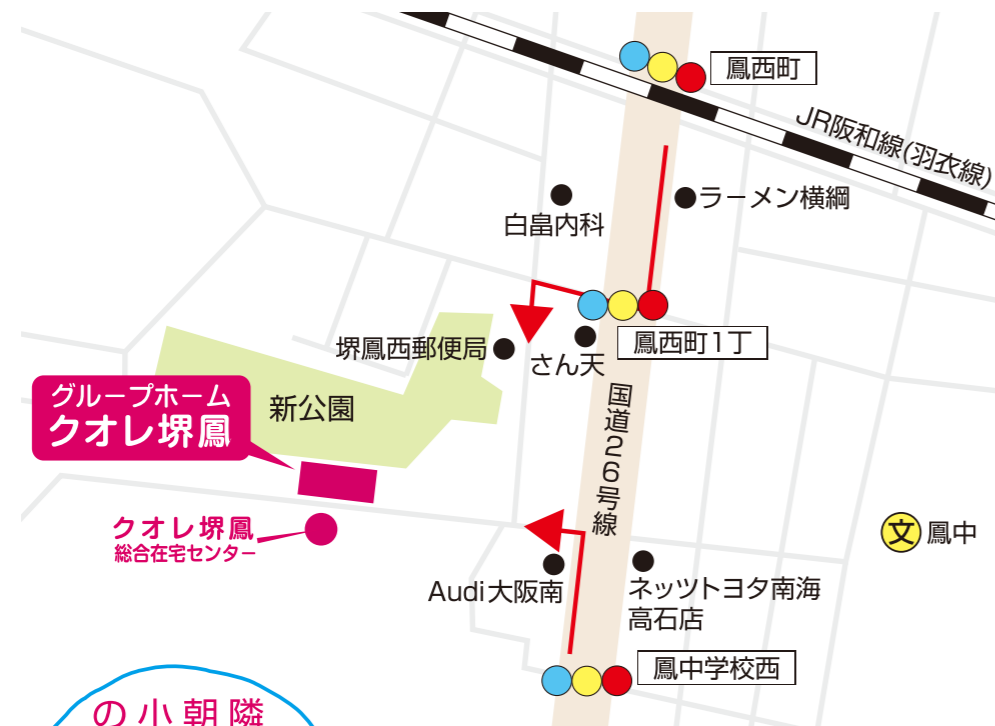 鳳西町
JR阪和線(羽衣線)
ラーメン横綱
白畠内科
鳳西町1丁
堺鳳西郵便局
さん天
グループホーム
クオレ堺鳳
新公園
国道26号線
クオレ堺鳳
総合在宅センター
文
鳳中
Audi大阪南
ネッツトヨタ南海
高石店
鳳中学校西
隣
朝
小
の